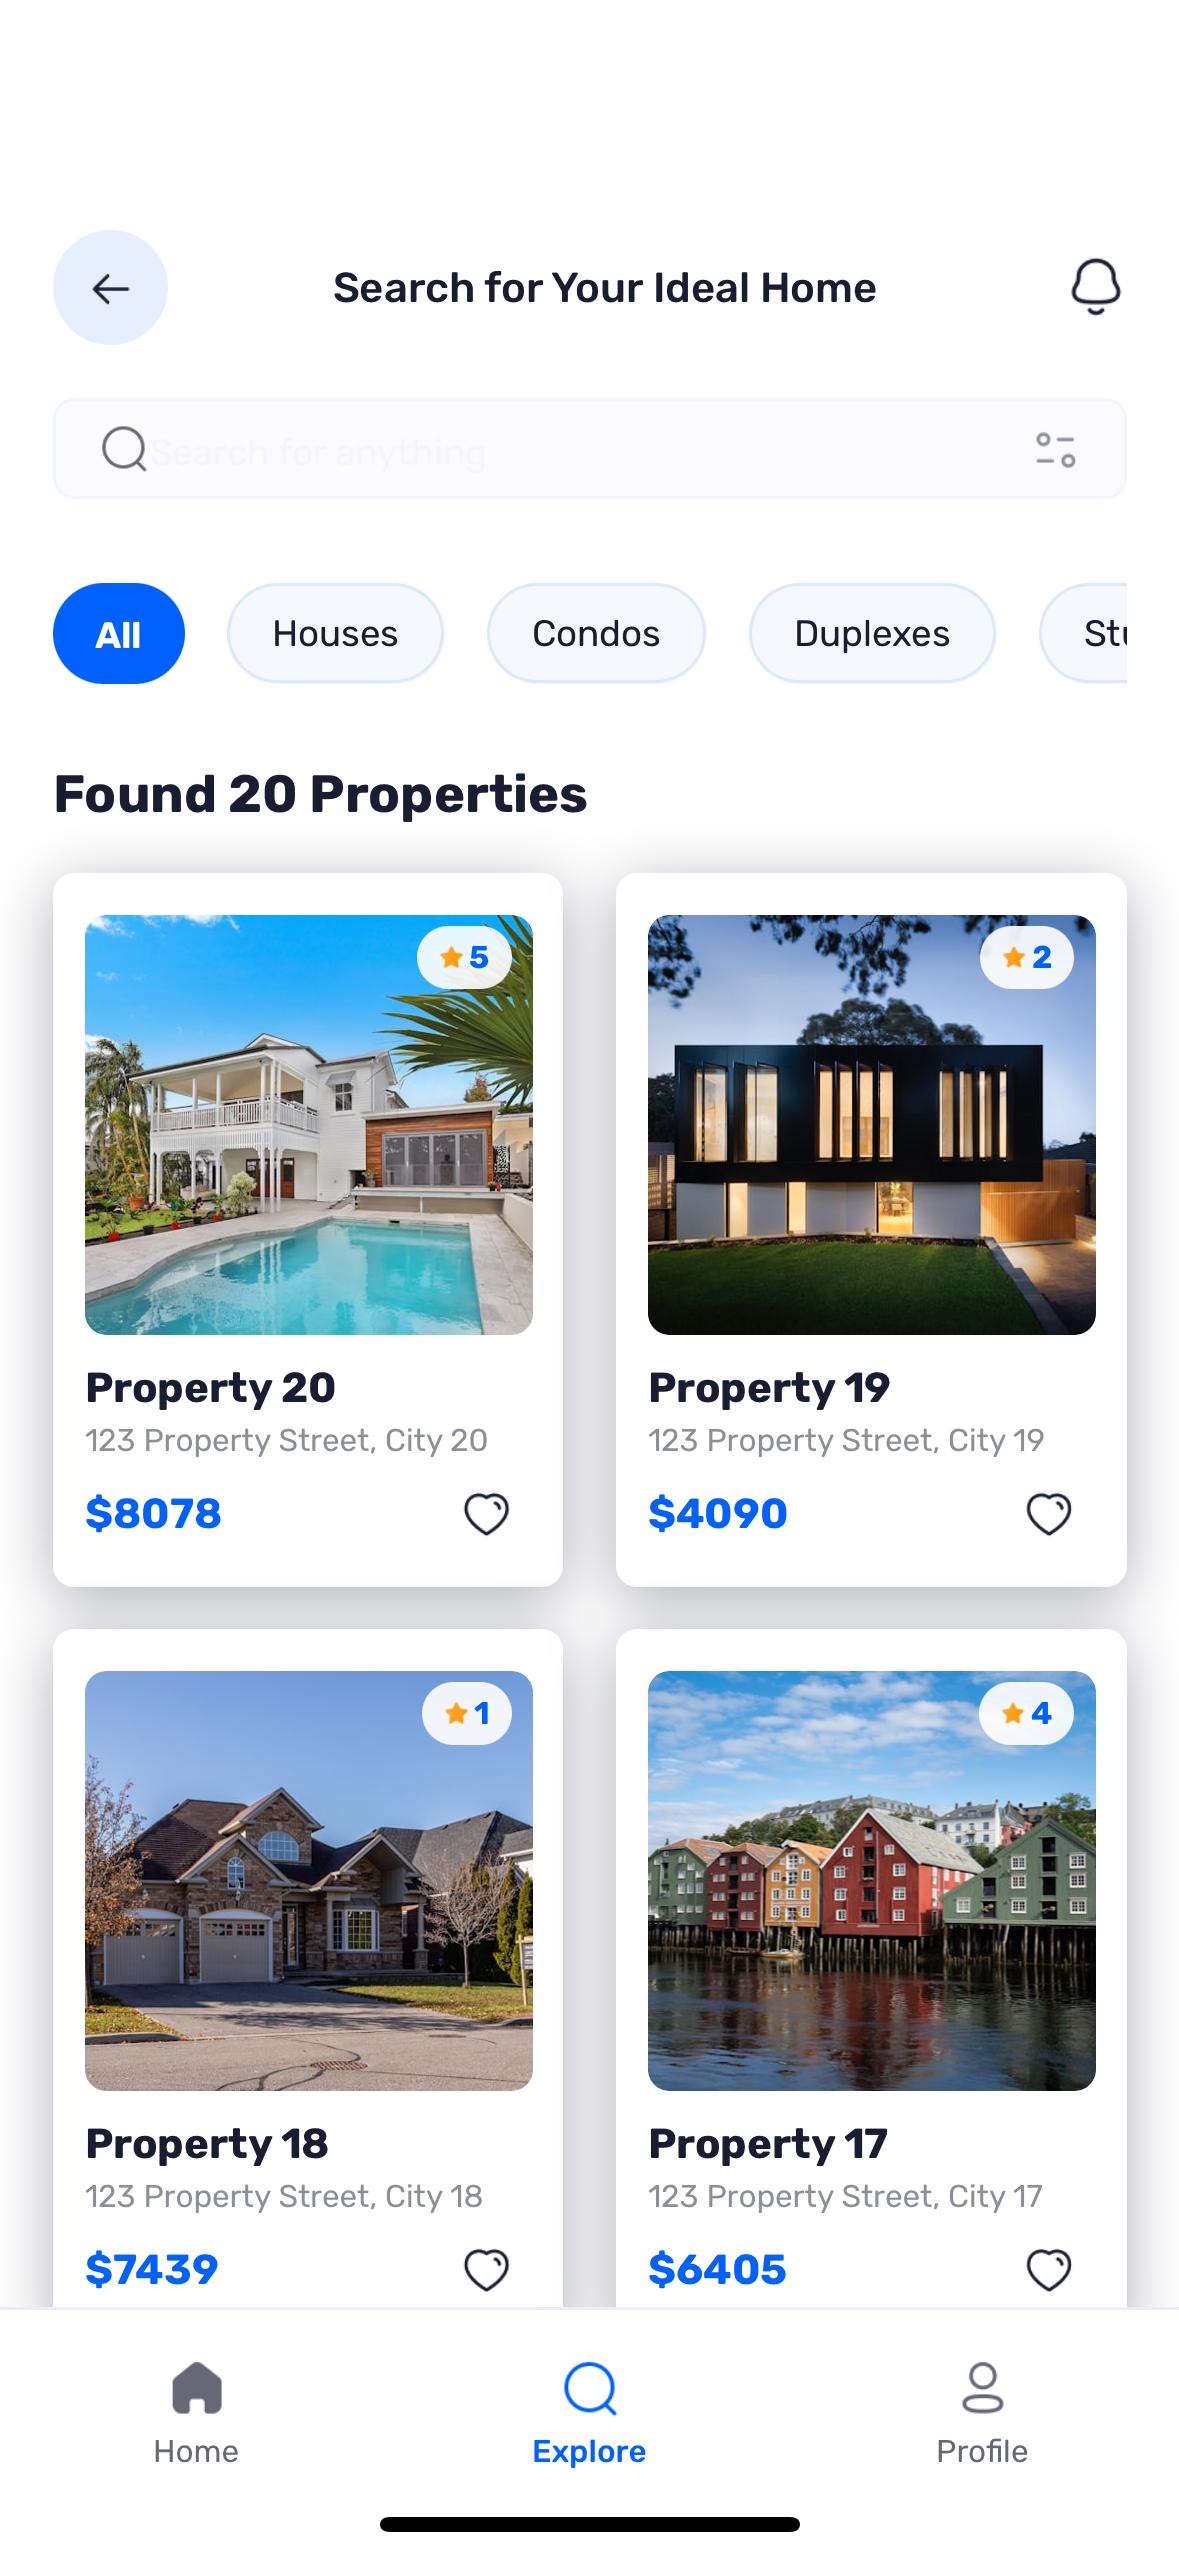 Search for Your Ideal Home
Search for anything
All Houses Condos Duplexes
Found 20 Properties
5
2
Property 20
123 Property Street, City 20
$8078
Property 19
123 Property Street, City 19
$4090
1
4
Property 18
123 Property Street, City 18
$7439
Property 17
123 Property Street, City 17
$6405
Home Explore Profile